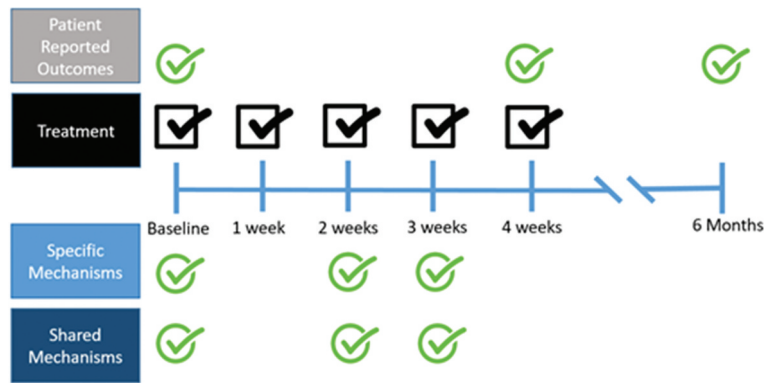 Patient
Reported
Outcomes
Treatment
Baseline 1 week 2 weeks 3 weeks 4 weeks 6 Months
Specific
Mechanisms
Shared
Mechanisms